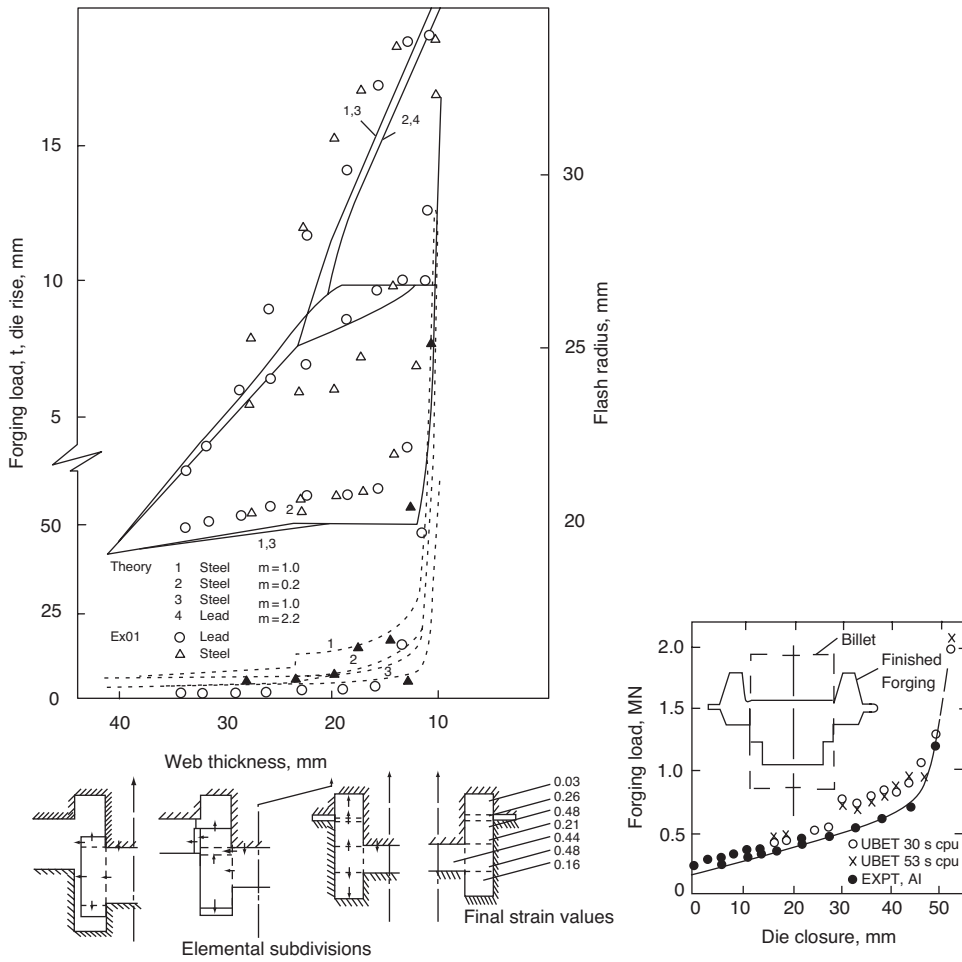 15
10
5
50
25
0
Forging load, t, die rise, mm
30
25
20
Flash radius, mm
1,3
2,4
2
1,3
Theory 1 Steel m = 1.0
2 Steel m = 0.2
3 Steel m = 1.0
4 Lead m = 2.2
Ex01 Lead
Steel
1
2
3
40 30 20 10 0
Web thickness, mm
0.03
0.26
0.48
0.21
0.44
0.48
0.16
Final strain values
Elemental subdivisions
2.0
1.5
1.0
0.5
0
Forging load, MN
Billet
Finished
Forging
UBET 30 s cpu
UBET 53 s cpu
EXPT, Al
0 10 20 30 40 50
Die closure, mm